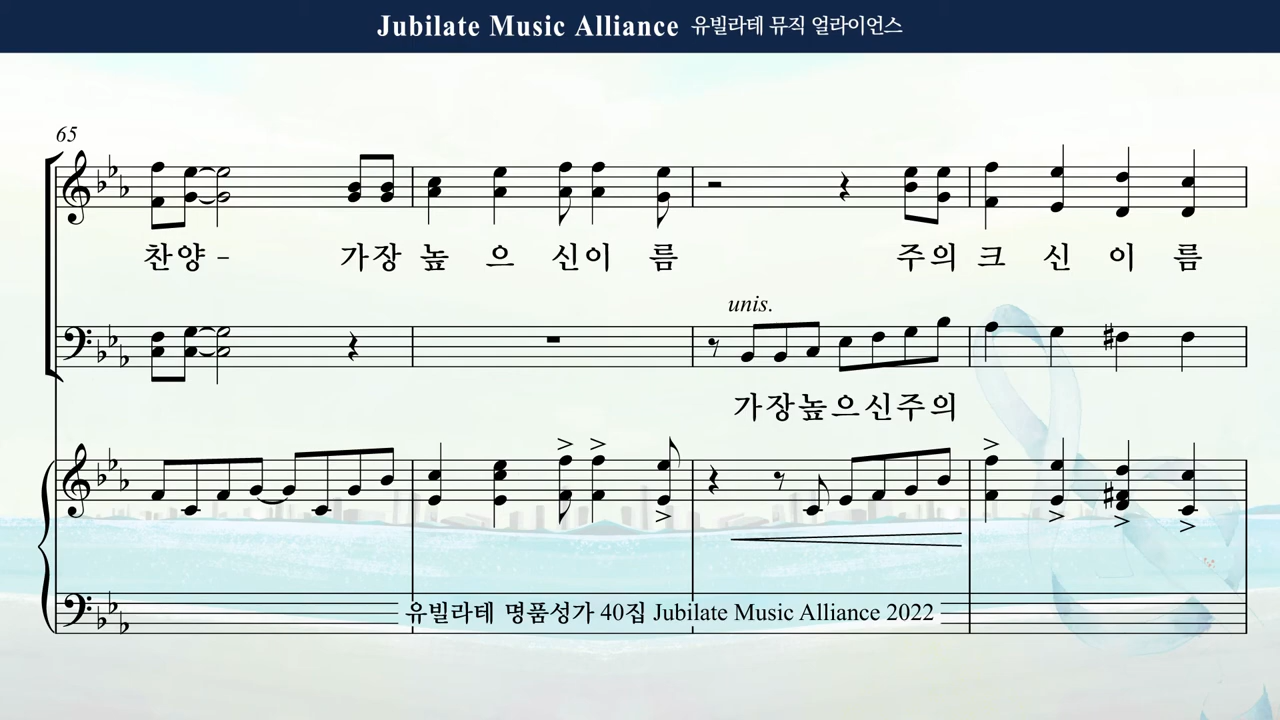 Jubilate Music Alliance 유빌라테 뮤직 얼라이언스
65
찬양- 가장 높 으 신이 름 주의 크 신 이 름
unis.
가장높으신주의
유빌라테 명품성가 40집 Jubilate Music Alliance 2022